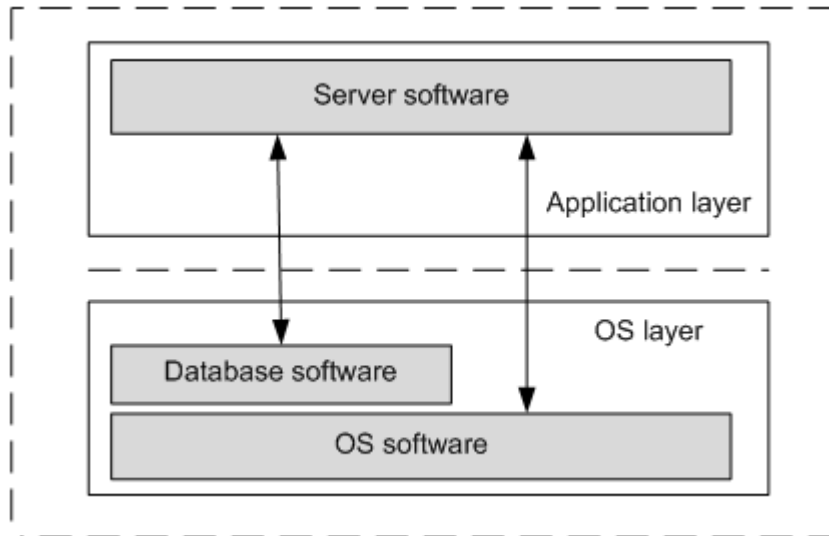 Server software
Application layer
OS layer
Database software
OS software